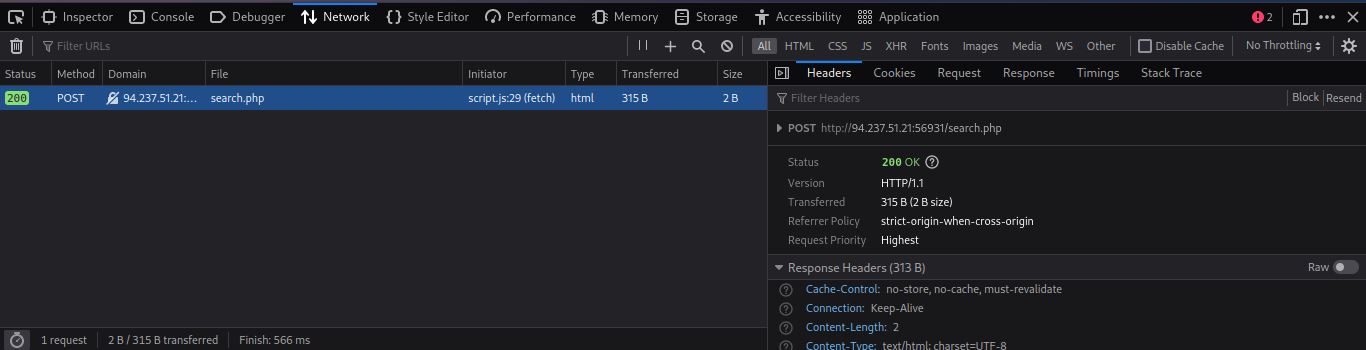 Inspector Console Debugger Network Style Editor Performance Memory Storage Accessibility Application 2
Filter URLs All HTML CSS JS XHR Fonts Images Media WS Other Disable Cache No Throttling
Status Method Domain File Initiator Type Transferred Size
200 POST 94.237.51.21:... search.php script.js:29 (fetch) html 315 B 2 B
1 request 2 B / 315 B transferred Finish: 566 ms
Headers Cookies Request Response Timings Stack Trace
Filter Headers Block Resend
POST http://94.237.51.21:56931/search.php
Status 200 OK
Version HTTP/1.1
Transferred 315 B (2 B size)
Referrer Policy strict-origin-when-cross-origin
Request Priority Highest
Response Headers (313 B) Raw
Cache-Control: no-store, no-cache, must-revalidate
Connection: Keep-Alive
Content-Length: 2
Content-Type: text/html; charset=UTF-8